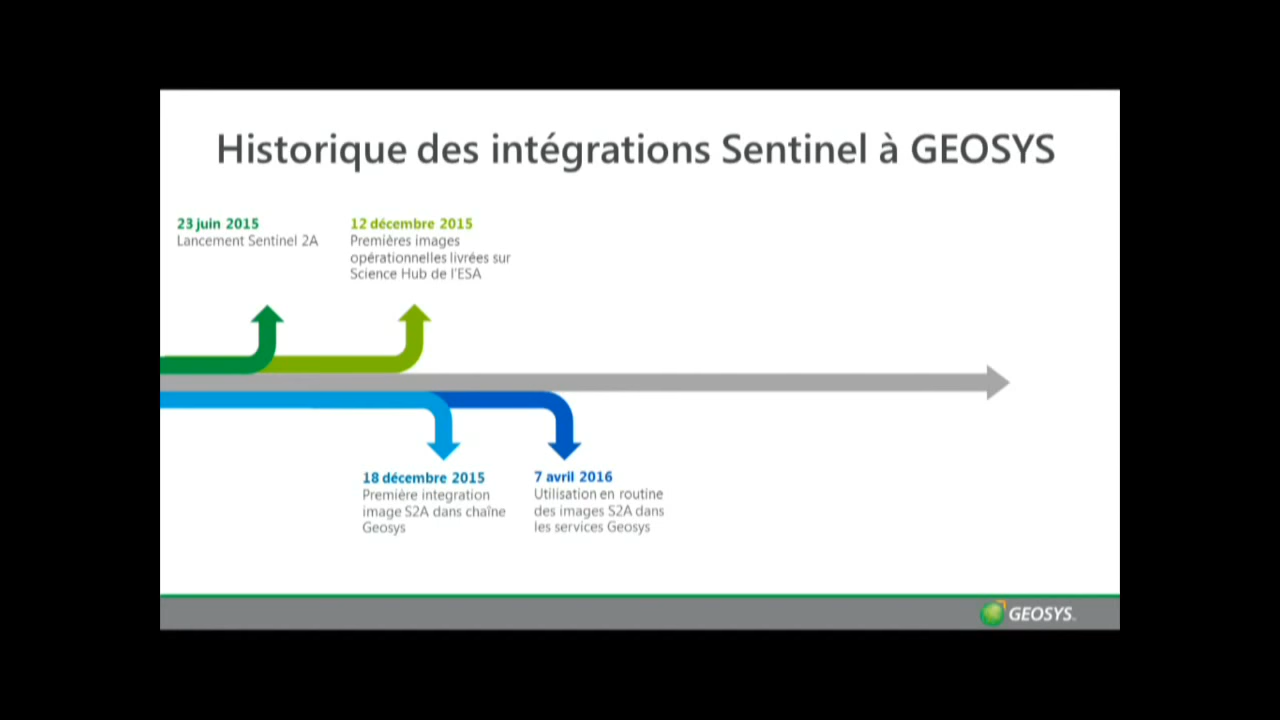 Historique des intégrations Sentinel à GEOSYS
23 juin 2015
Lancement Sentinel 2A
12 décembre 2015
Premières images
opérationnelles livrées sur
Science Hub de l'ESA
18 décembre 2015
Première integration
image S2A dans chaîne
Geosys
7 avril 2016
Utilisation en routine
des images S2A dans
les services Geosys
GEOSYS